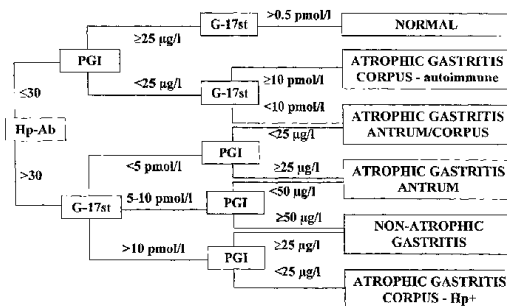 >0.5 pmol/l
G-17st
NORMAL
≥25 µg/l
PGI
<25 µg/l
≥10 pmol/l
ATROPHIC GASTRITIS
CORPUS - autoimmune
G-17st
≤30
<10 pmol/l
ATROPHIC GASTRITIS
ANTRUM/CORPUS
Hp-Ab
<25 µg/l
<5 pmol/l
PGI
>30
≥25 µg/l
ATROPHIC GASTRITIS
ANTRUM
G-17st
5-10 pmol/l
<50 µg/l
PGI
≥50 µg/l
NON-ATROPHIC
GASTRITIS
>10 pmol/l
≥25 µg/l
PGI
<25 µg/l
ATROPHIC GASTRITIS
CORPUS - Hp+